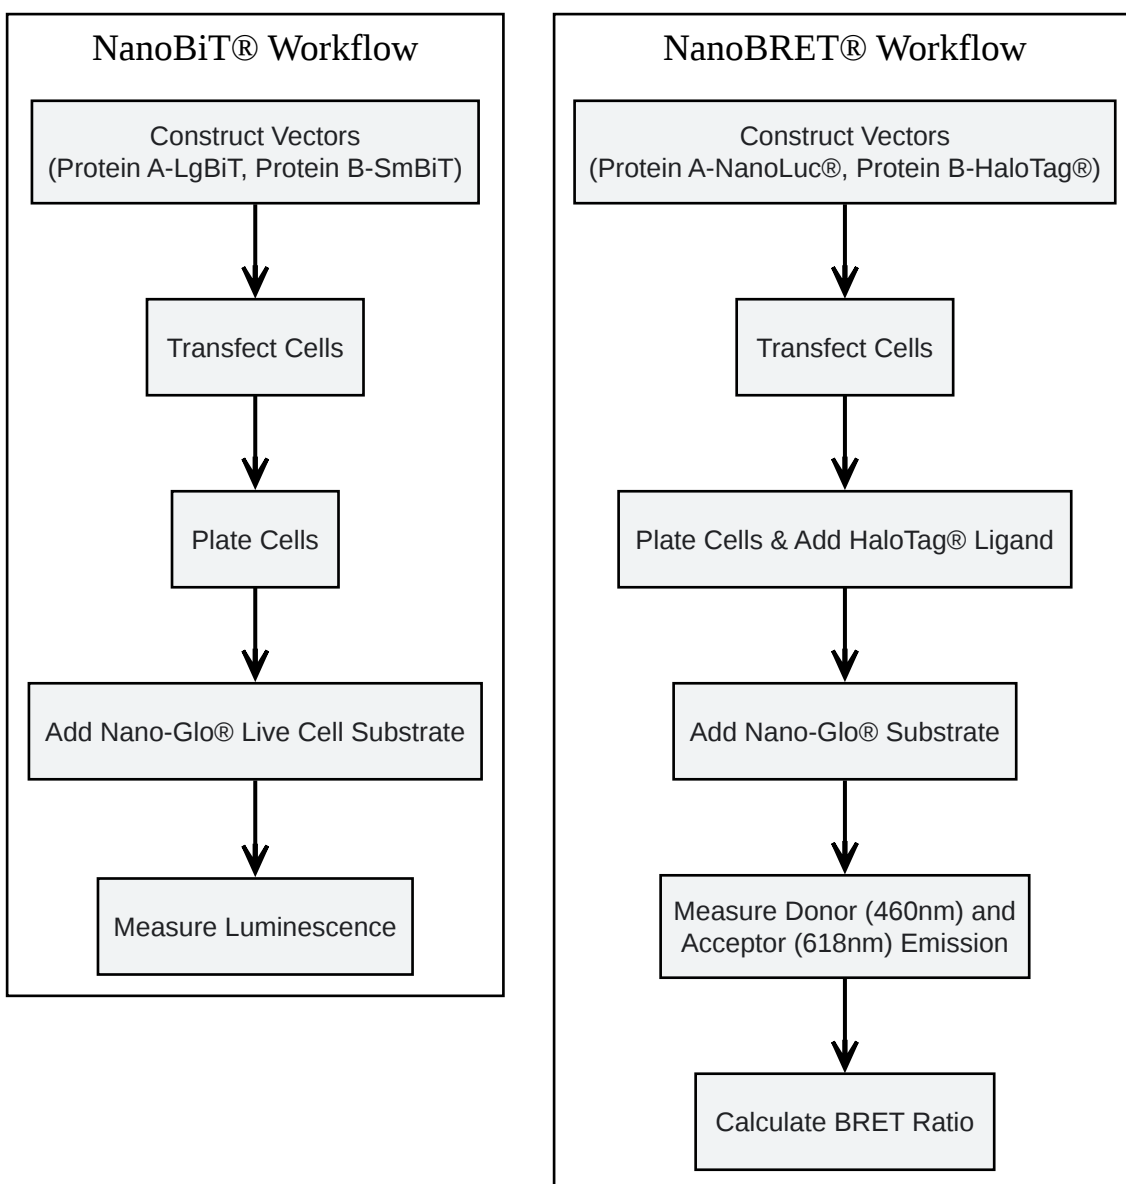 NanoBiT® Workflow
Construct Vectors
(Protein A-LgBiT, Protein B-SmBiT)
Transfect Cells
Plate Cells
Add Nano-Glo® Live Cell Substrate
Measure Luminescence
NanoBRET® Workflow
Construct Vectors
(Protein A-NanoLuc®, Protein B-HaloTag®)
Transfect Cells
Plate Cells & Add HaloTag® Ligand
Add Nano-Glo® Substrate
Measure Donor (460nm) and
Acceptor (618nm) Emission
Calculate BRET Ratio